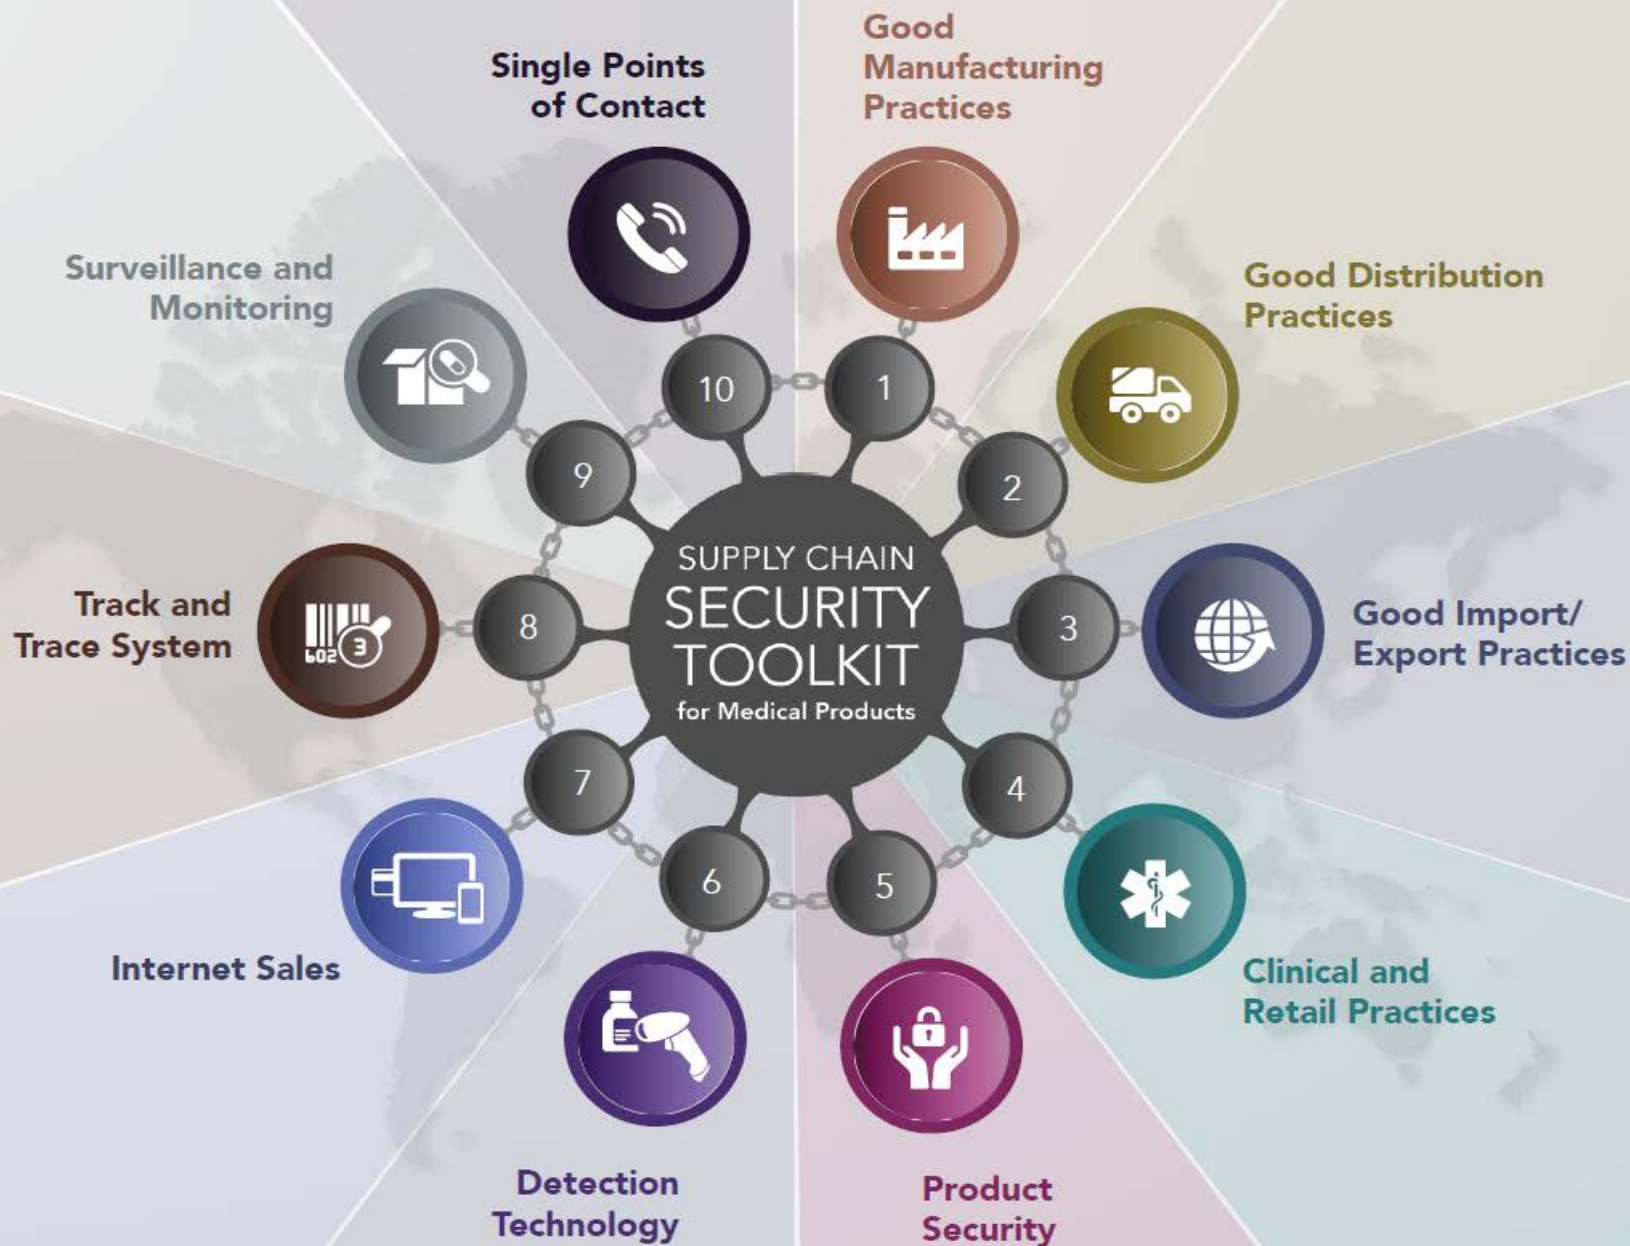 Single Points
of Contact
Good
Manufacturing
Practices
Surveillance and
Monitoring
Good Distribution
Practices
10
1
9
2
SUPPLY CHAIN
SECURITY
TOOLKIT
for Medical Products
Track and
Trace System
602
3
8
3
Good Import/
Export Practices
7
4
6
5
Internet Sales
Clinical and
Retail Practices
Detection
Technology
Product
Security